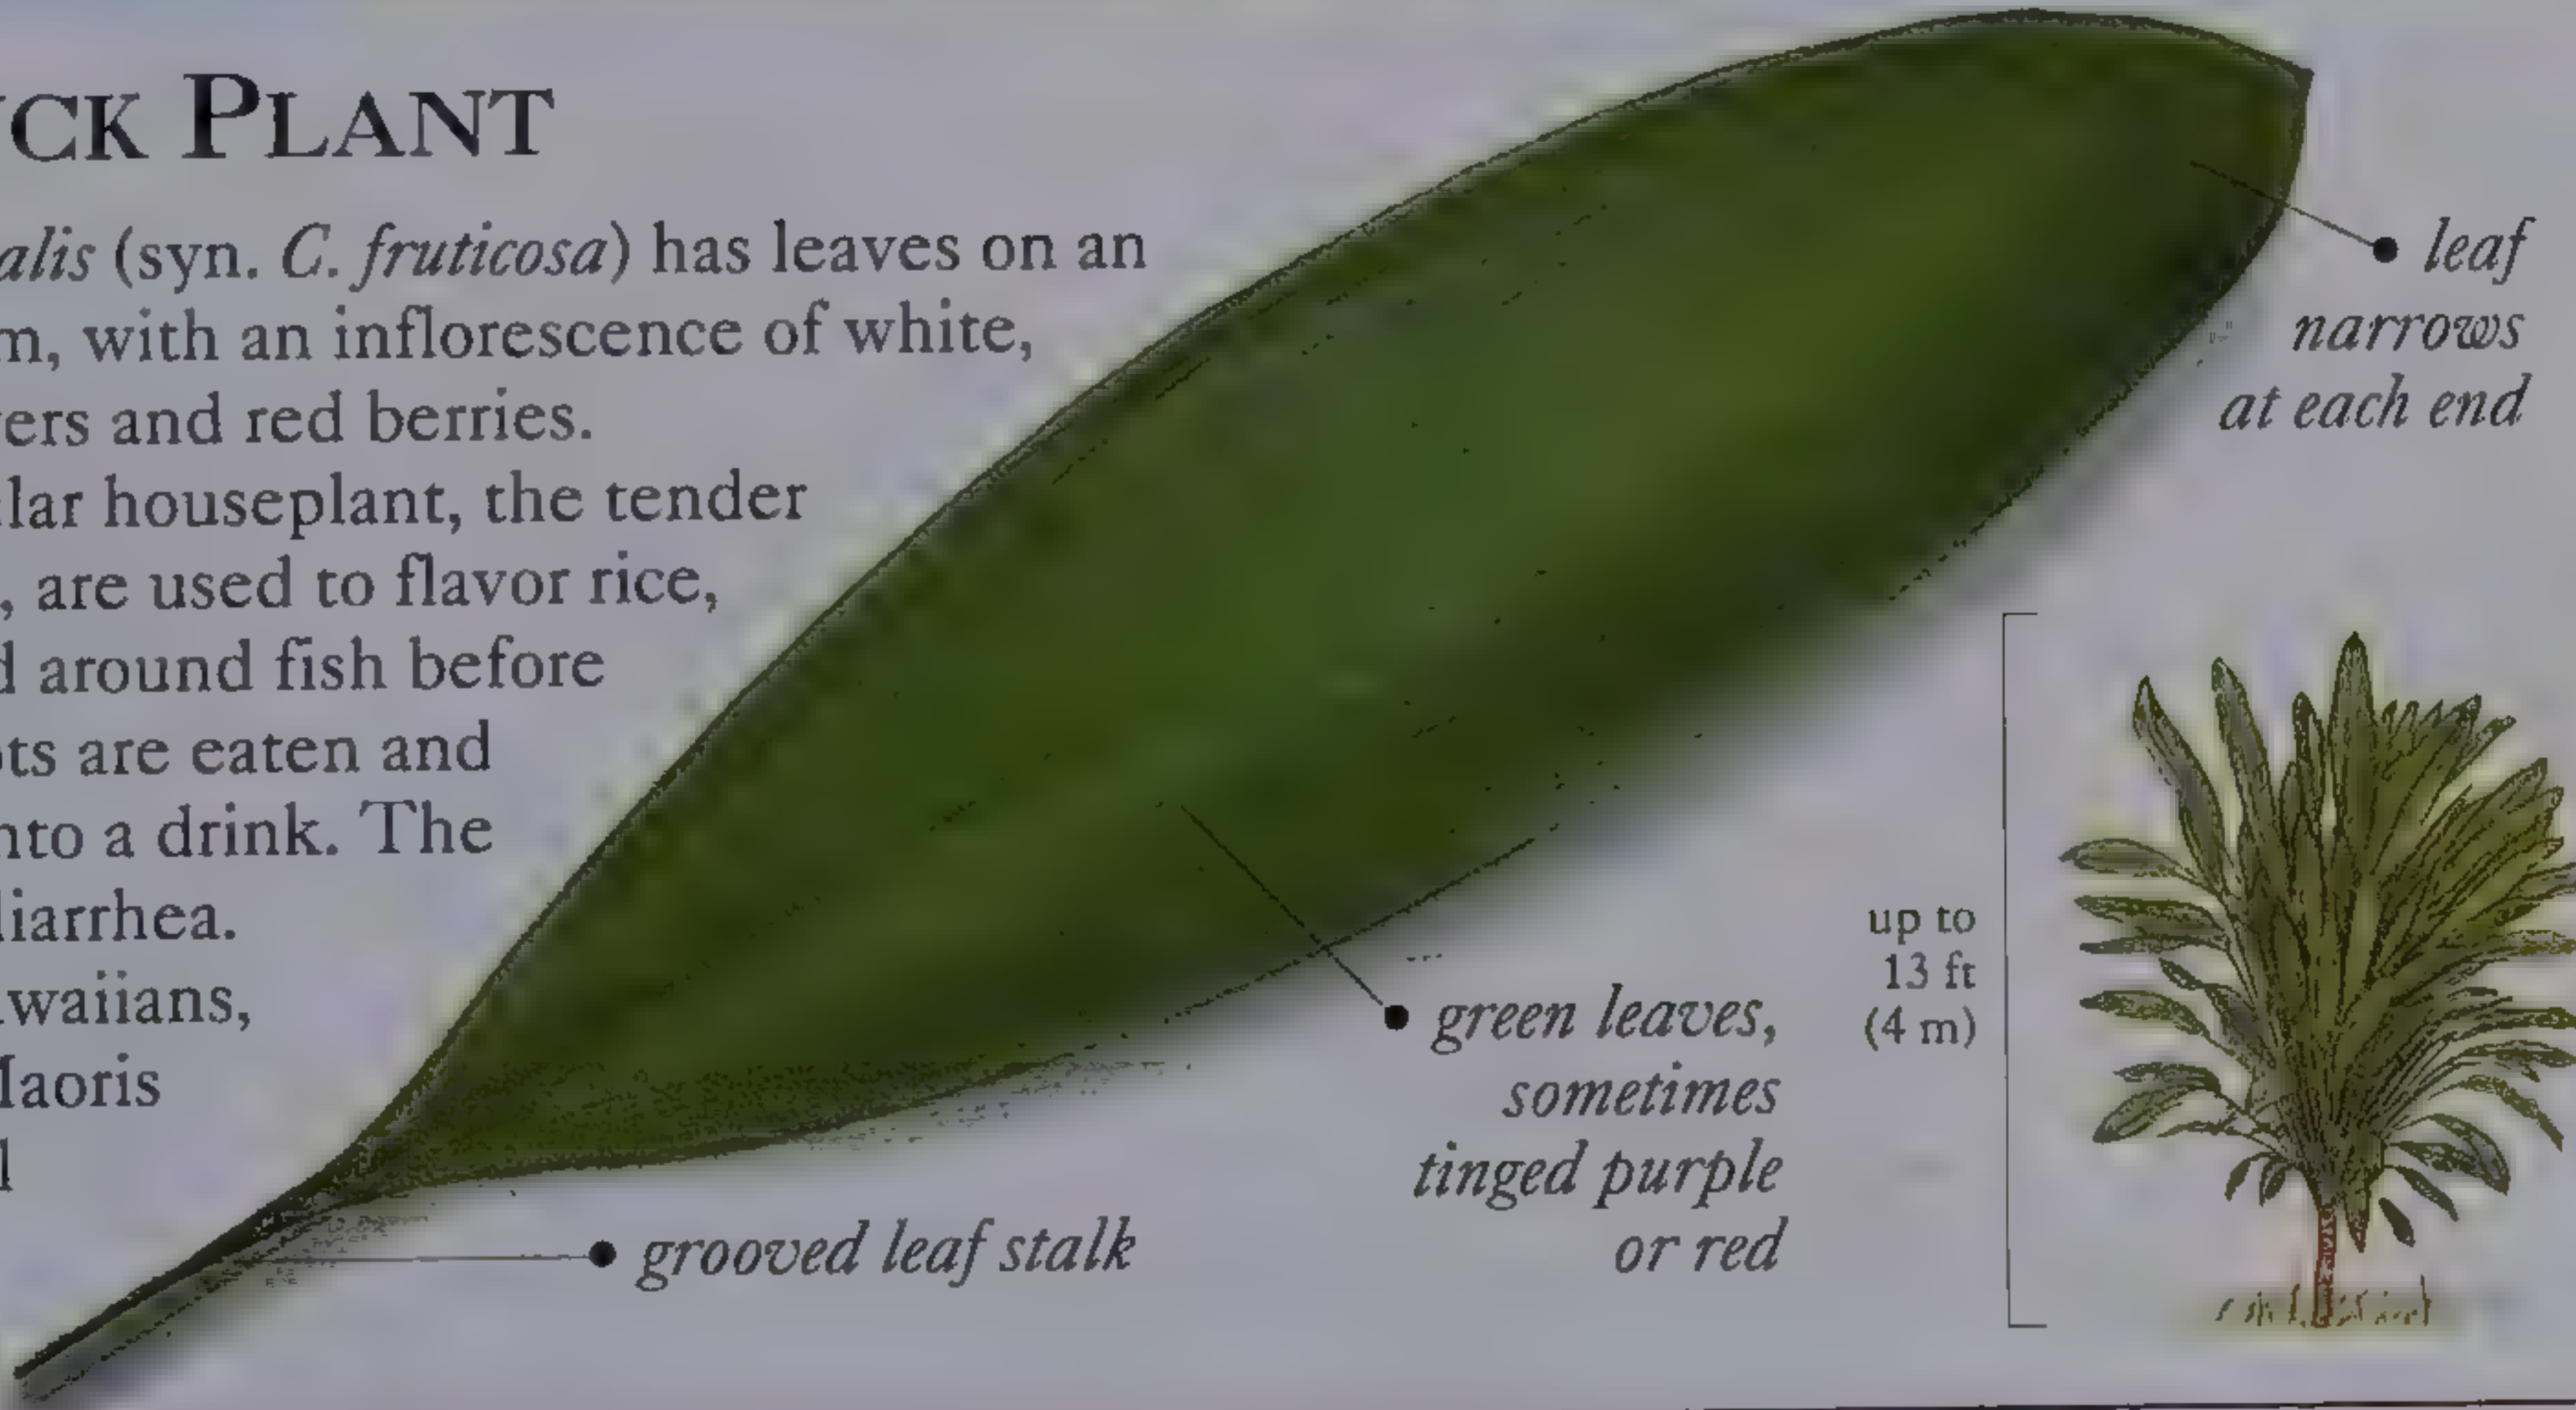 CK PLANT
alis (syn. C. fruticosa) has leaves on an
m, with an inflorescence of white,
ers and red berries.
lar houseplant, the tender
, are used to flavor rice,
d around fish before
ts are eaten and
nto a drink. The
diarrhea.
waiians,
Maoris
l
leaf
narrows
at each end
up to
13 ft
(4 m)
green leaves,
sometimes
tinged purple
or red
grooved leaf stalk